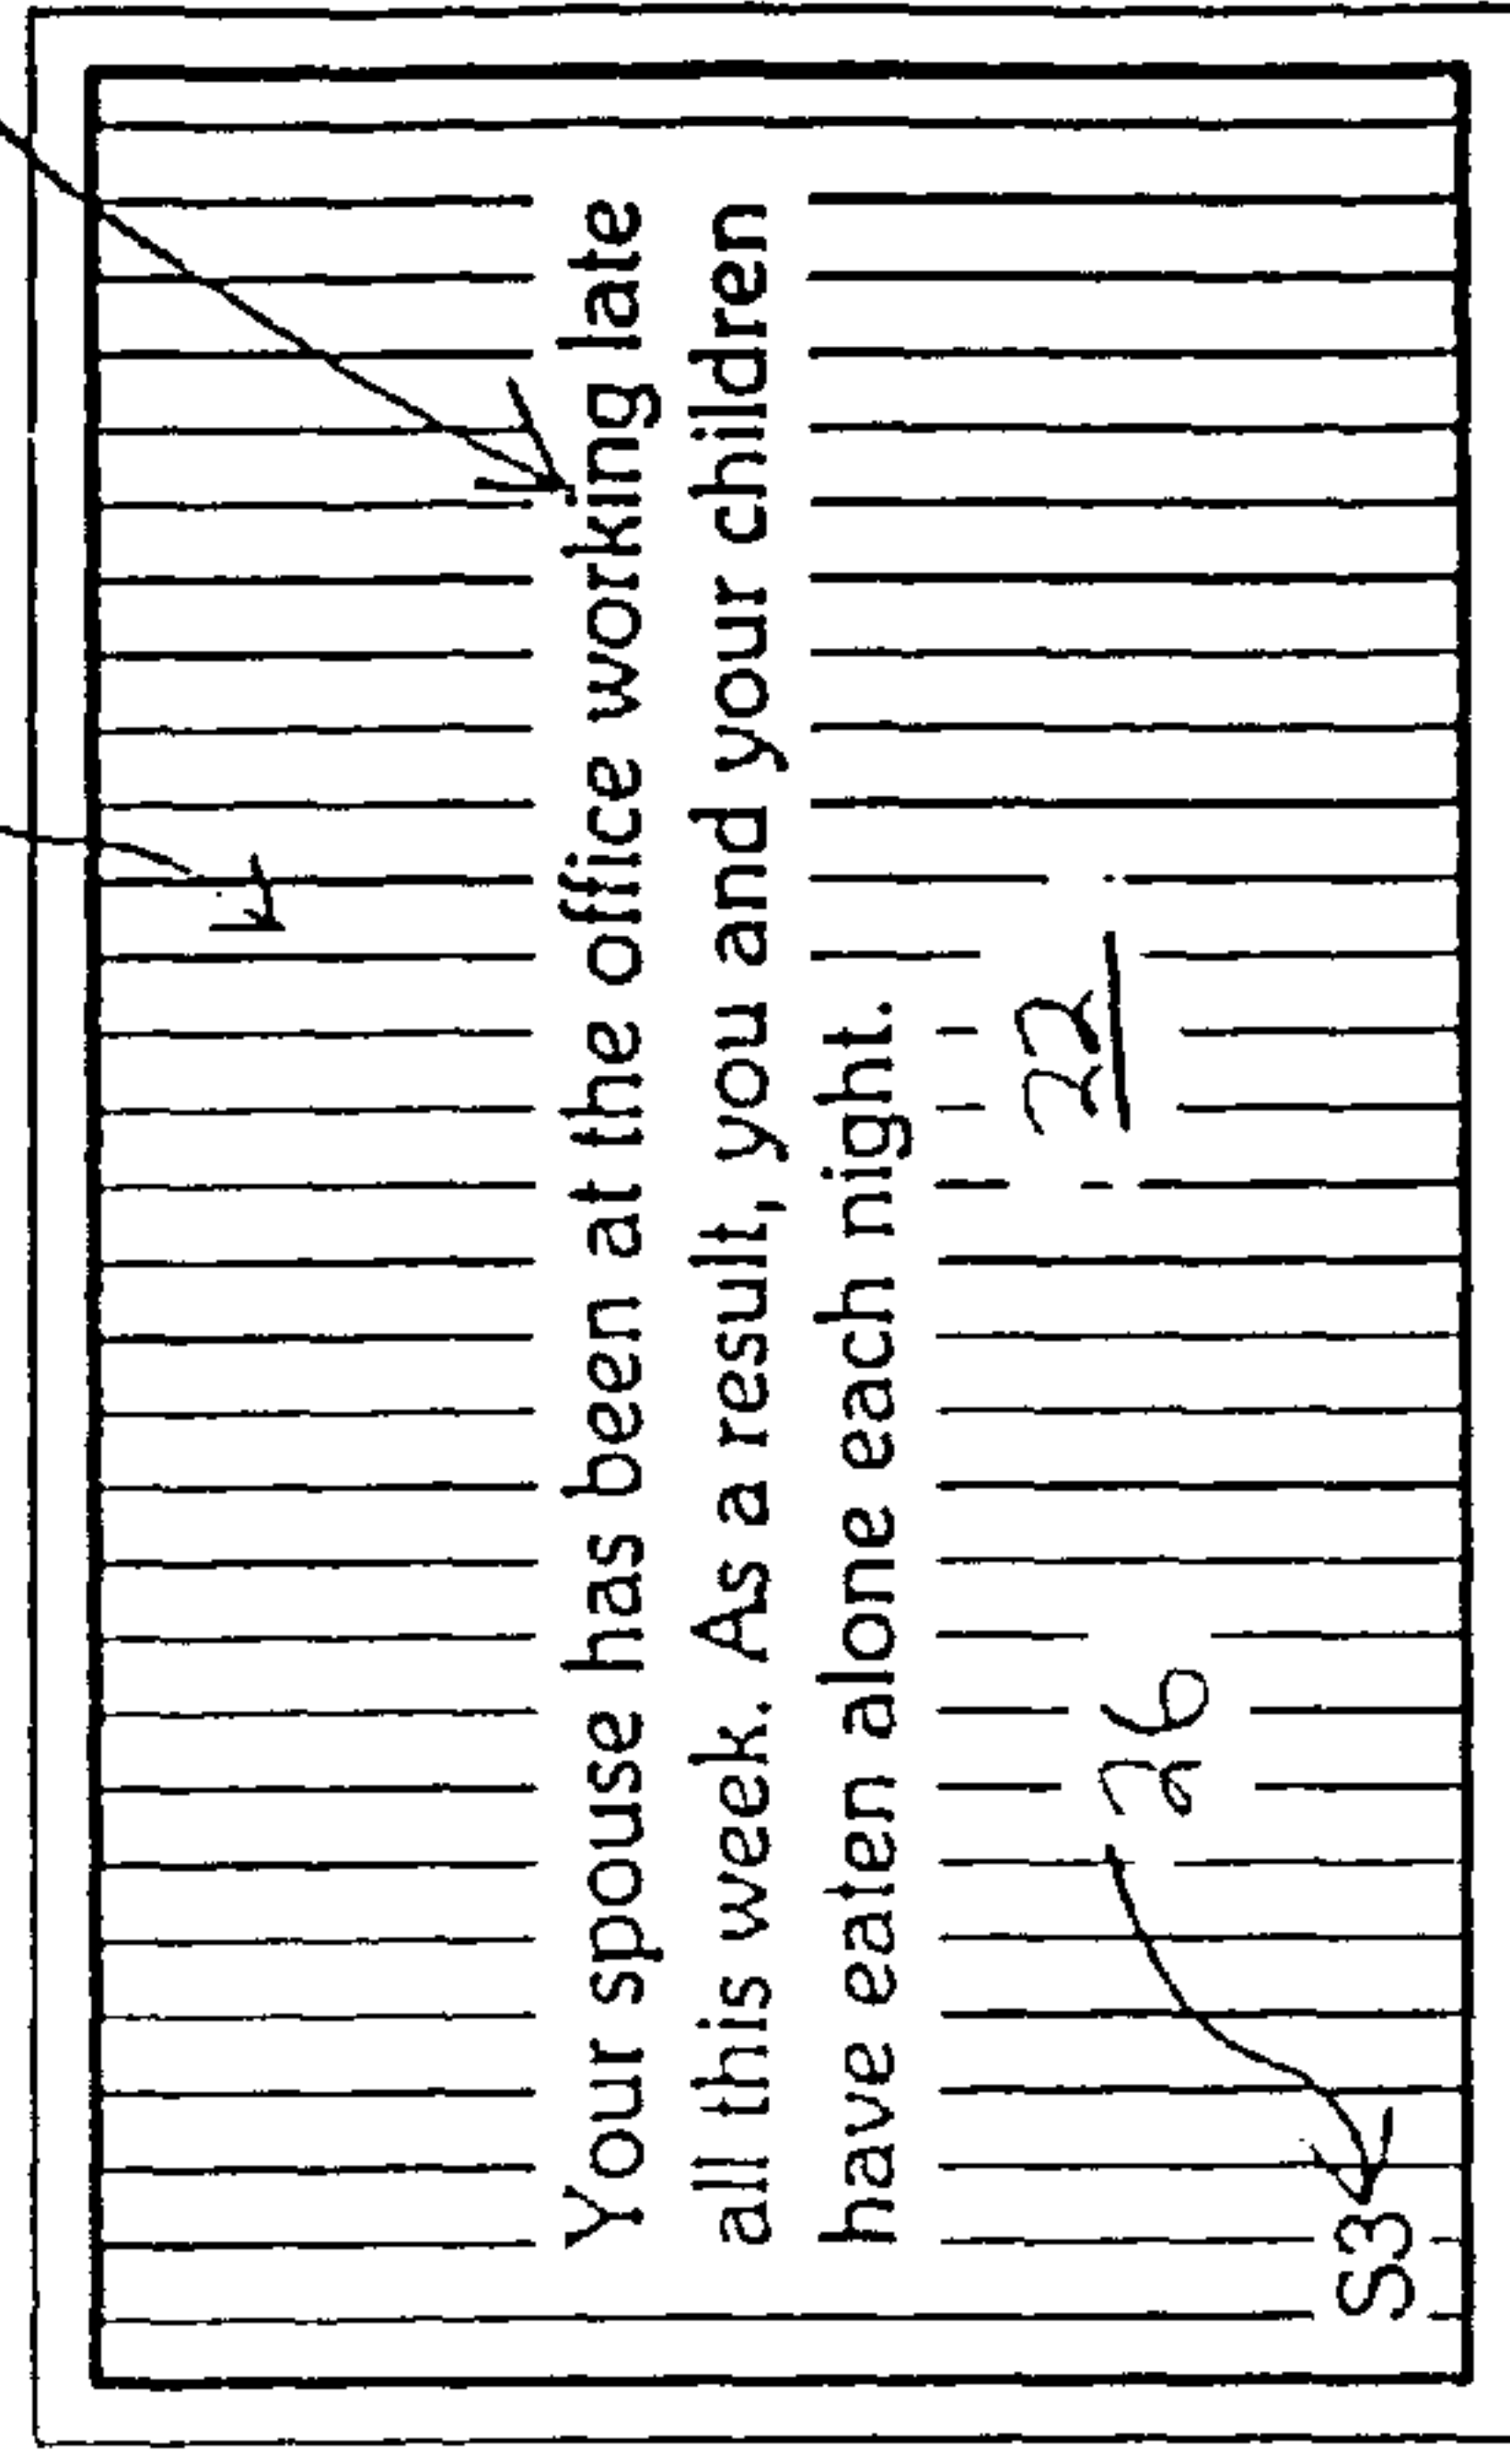 Your spouse has been at the office working late
all this week. As a result, you and your children
have eaten alone each night.
22
26
S3